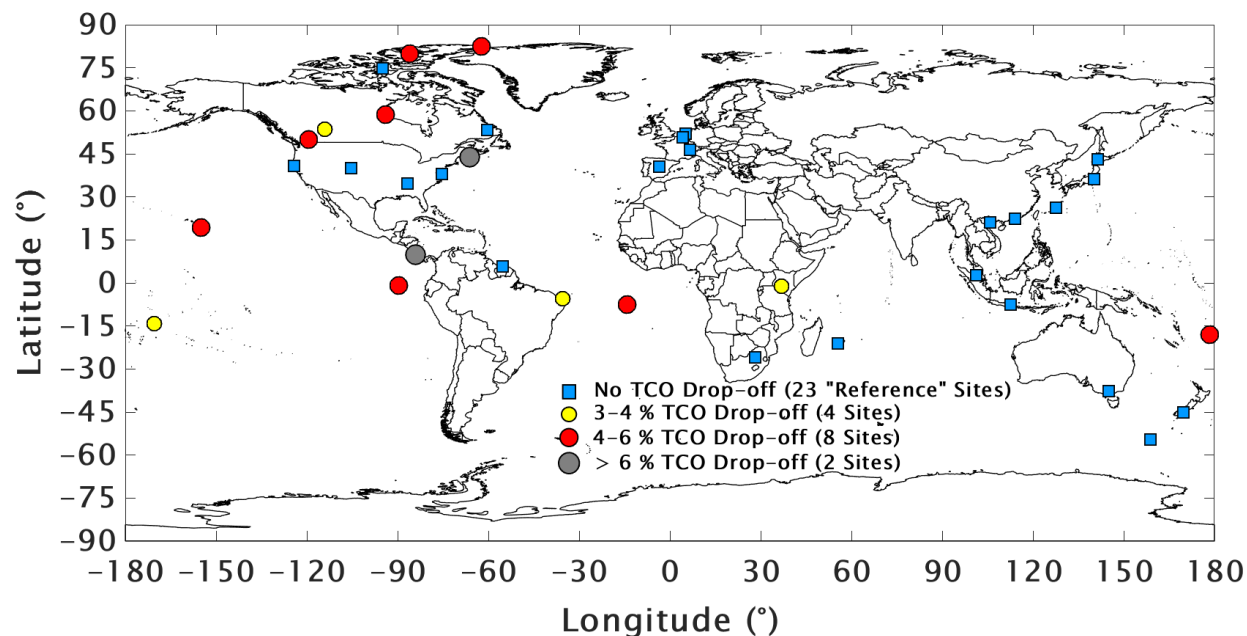 90
75
60
45
30
15
0
−15
−30
−45
−60
−75
−90
Latitude (°)
No TCO Drop−off (23 "Reference" Sites)
3−4 % TCO Drop−off (4 Sites)
4−6 % TCO Drop−off (8 Sites)
> 6 % TCO Drop−off (2 Sites)
−180 −150 −120 −90 −60 −30 0 30 60 90 120 150 180
Longitude (°)